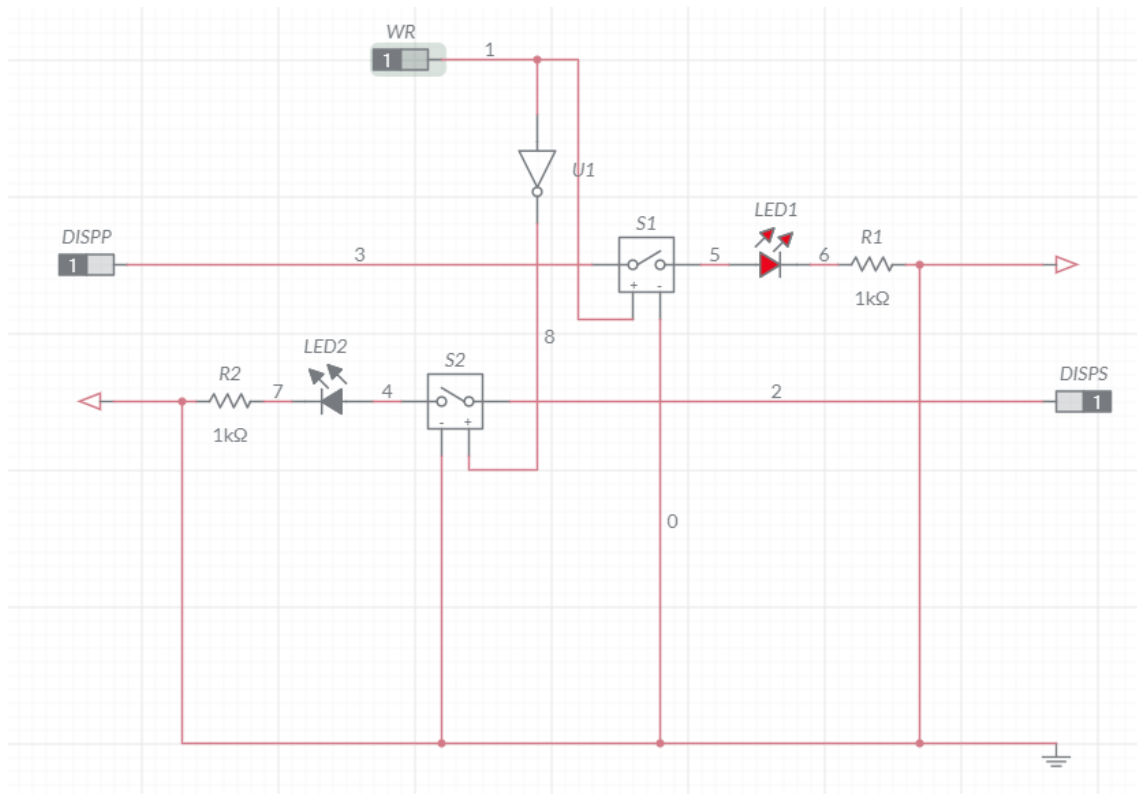 WR
1
1
U1
DISPP
1
3
S1
+ -
5
LED1
6
R1
1kΩ
8
R2
1kΩ
7
LED2
4
S2
- +
2
DISPS
1
0